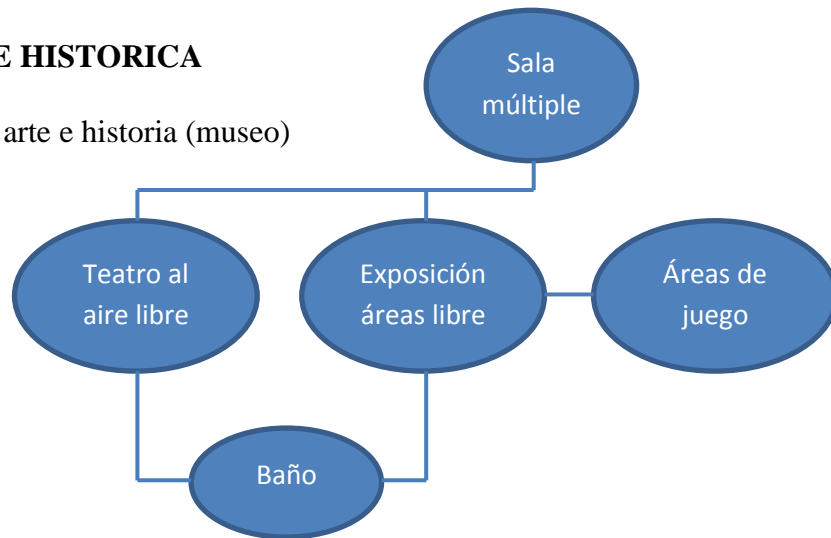 E HISTORICA
arte e historia (museo)
Sala
múltiple
Teatro al
aire libre
Exposición
áreas libre
Áreas de
juego
Baño